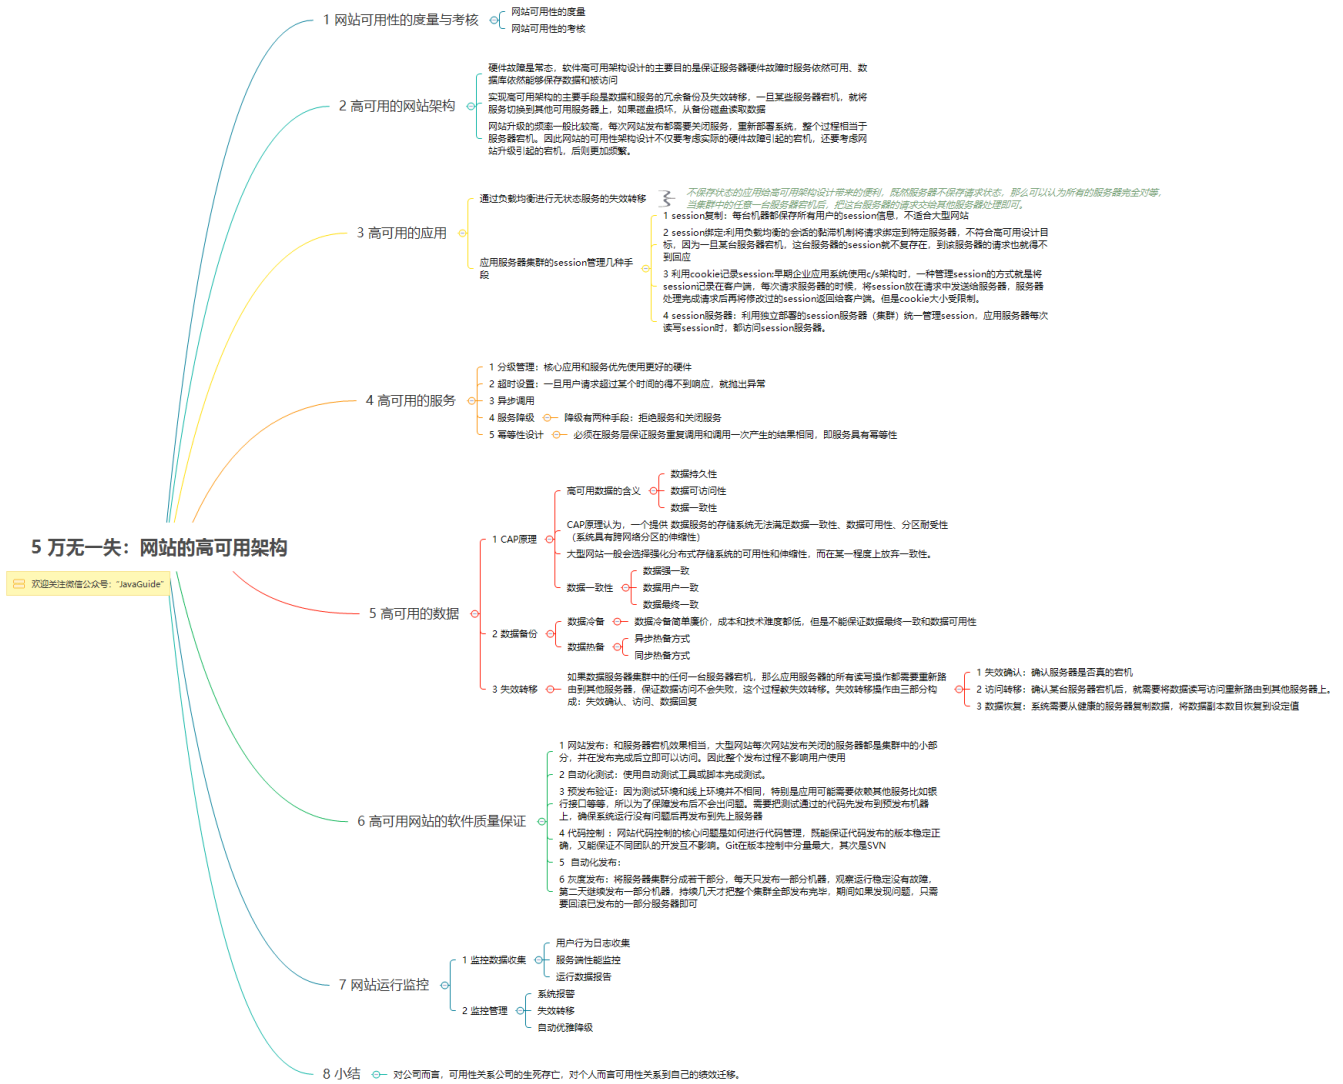 5 万无一失：网站的高可用架构
欢迎关注微信公众号："JavaGuide"
1 网站可用性的度量与考核
网站可用性的度量
网站可用性的考核
2 高可用的网站架构
硬件故障是常态，软件高可用架构设计的主要目的是保证服务器硬件故障时服务依然可用、数
据库依然能够保存数据和被访问
实现高可用架构的主要手段是数据和服务的冗余备份及失效转移，一旦某些服务器宕机，就将
服务切换到其他可用服务器上，如果磁盘损坏，从备份磁盘读取数据
网站升级的频率一般比较高，每次网站发布都需要关闭服务，重新部署系统，整个过程相当于
服务器宕机。因此网站的可用性架构设计不仅要考虑实际的硬件故障引起的宕机，还要考虑网
站升级引起的宕机，后则更加频繁。
3 高可用的应用
通过负载均衡进行无状态服务的失效转移
不保存状态的应用给高可用架构设计带来的便利，既然服务器不保存请求状态，那么可以认为所有的服务器完全对等，
当集群中的任意一台服务器宕机后，把这台服务器的请求交给其他服务器处理即可。
应用服务器集群的session管理几种手
段
1 session复制：每台机器都保存所有用户的session信息，不适合大型网站
2 session绑定:利用负载均衡的会话的黏滞机制将请求绑定到特定服务器，不符合高可用设计目
标，因为一旦某台服务器宕机，这台服务器的session就不复存在，到该服务器的请求也就得不
到回应
3 利用cookie记录session:早期企业应用系统使用c/s架构时，一种管理session的方式就是将
session记录在客户端，每次请求服务器的时候，将session放在请求中发送给服务器，服务器
处理完成请求后再将修改过的session返回给客户端。但是cookie大小受限制。
4 session服务器：利用独立部署的session服务器（集群）统一管理session，应用服务器每次
读写session时，都访问session服务器。
4 高可用的服务
1 分级管理：核心应用和服务优先使用更好的硬件
2 超时设置：一旦用户请求超过某个时间的得不到响应，就抛出异常
3 异步调用
4 服务降级
降级有两种手段：拒绝服务和关闭服务
5 幂等性设计
必须在服务层保证服务重复调用和调用一次产生的结果相同，即服务具有幂等性
5 高可用的数据
1 CAP原理
高可用数据的含义
数据持久性
数据可访问性
数据一致性
CAP原理认为，一个提供 数据服务的存储系统无法满足数据一致性、数据可用性、分区耐受性
（系统具有跨网络分区的伸缩性）
大型网站一般会选择强化分布式存储系统的可用性和伸缩性，而在某一程度上放弃一致性。
数据一致性
数据强一致
数据用户一致
数据最终一致
2 数据备份
数据冷备
数据冷备简单廉价，成本和技术难度都低，但是不能保证数据最终一致和数据可用性
数据热备
异步热备方式
同步热备方式
3 失效转移
如果数据服务器集群中的任何一台服务器宕机，那么应用服务器的所有读写操作都需要重新路
由到其他服务器，保证数据访问不会失败，这个过程教失效转移。失效转移操作由三部分构
成：失效确认、访问、数据回复
1 失效确认：确认服务器是否真的宕机
2 访问转移：确认某台服务器宕机后，就需要将数据读写访问重新路由到其他服务器上。
3 数据恢复：系统需要从健康的服务器复制数据，将数据副本数目恢复到设定值
6 高可用网站的软件质量保证
1 网站发布：和服务器宕机效果相当，大型网站每次网站发布关闭的服务器都是集群中的小部
分，并在发布完成后立即可以访问。因此整个发布过程不影响用户使用
2 自动化测试：使用自动测试工具或脚本完成测试。
3 预发布验证：因为测试环境和线上环境并不相同，特别是应用可能需要依赖其他服务比如银
行接口等等，所以为了保障发布后不会出问题。需要把测试通过的代码先发布到预发布机器
上，确保系统运行没有问题后再发布到先上服务器
4 代码控制 ：网站代码控制的核心问题是如何进行代码管理，既能保证代码发布的版本稳定正
确，又能保证不同团队的开发互不影响。Git在版本控制中分量最大，其次是SVN
5 自动化发布：
6 灰度发布：将服务器集群分成若干部分，每天只发布一部分机器，观察运行稳定没有故障，
第二天继续发布一部分机器，持续几天才把整个集群全部发布完毕，期间如果发现问题，只需
要回滚已发布的一部分服务器即可
7 网站运行监控
1 监控数据收集
用户行为日志收集
服务端性能监控
运行数据报告
2 监控管理
系统报警
失效转移
自动优雅降级
8 小结
对公司而言，可用性关系公司的生死存亡，对个人而言可用性关系到自己的绩效迁移。